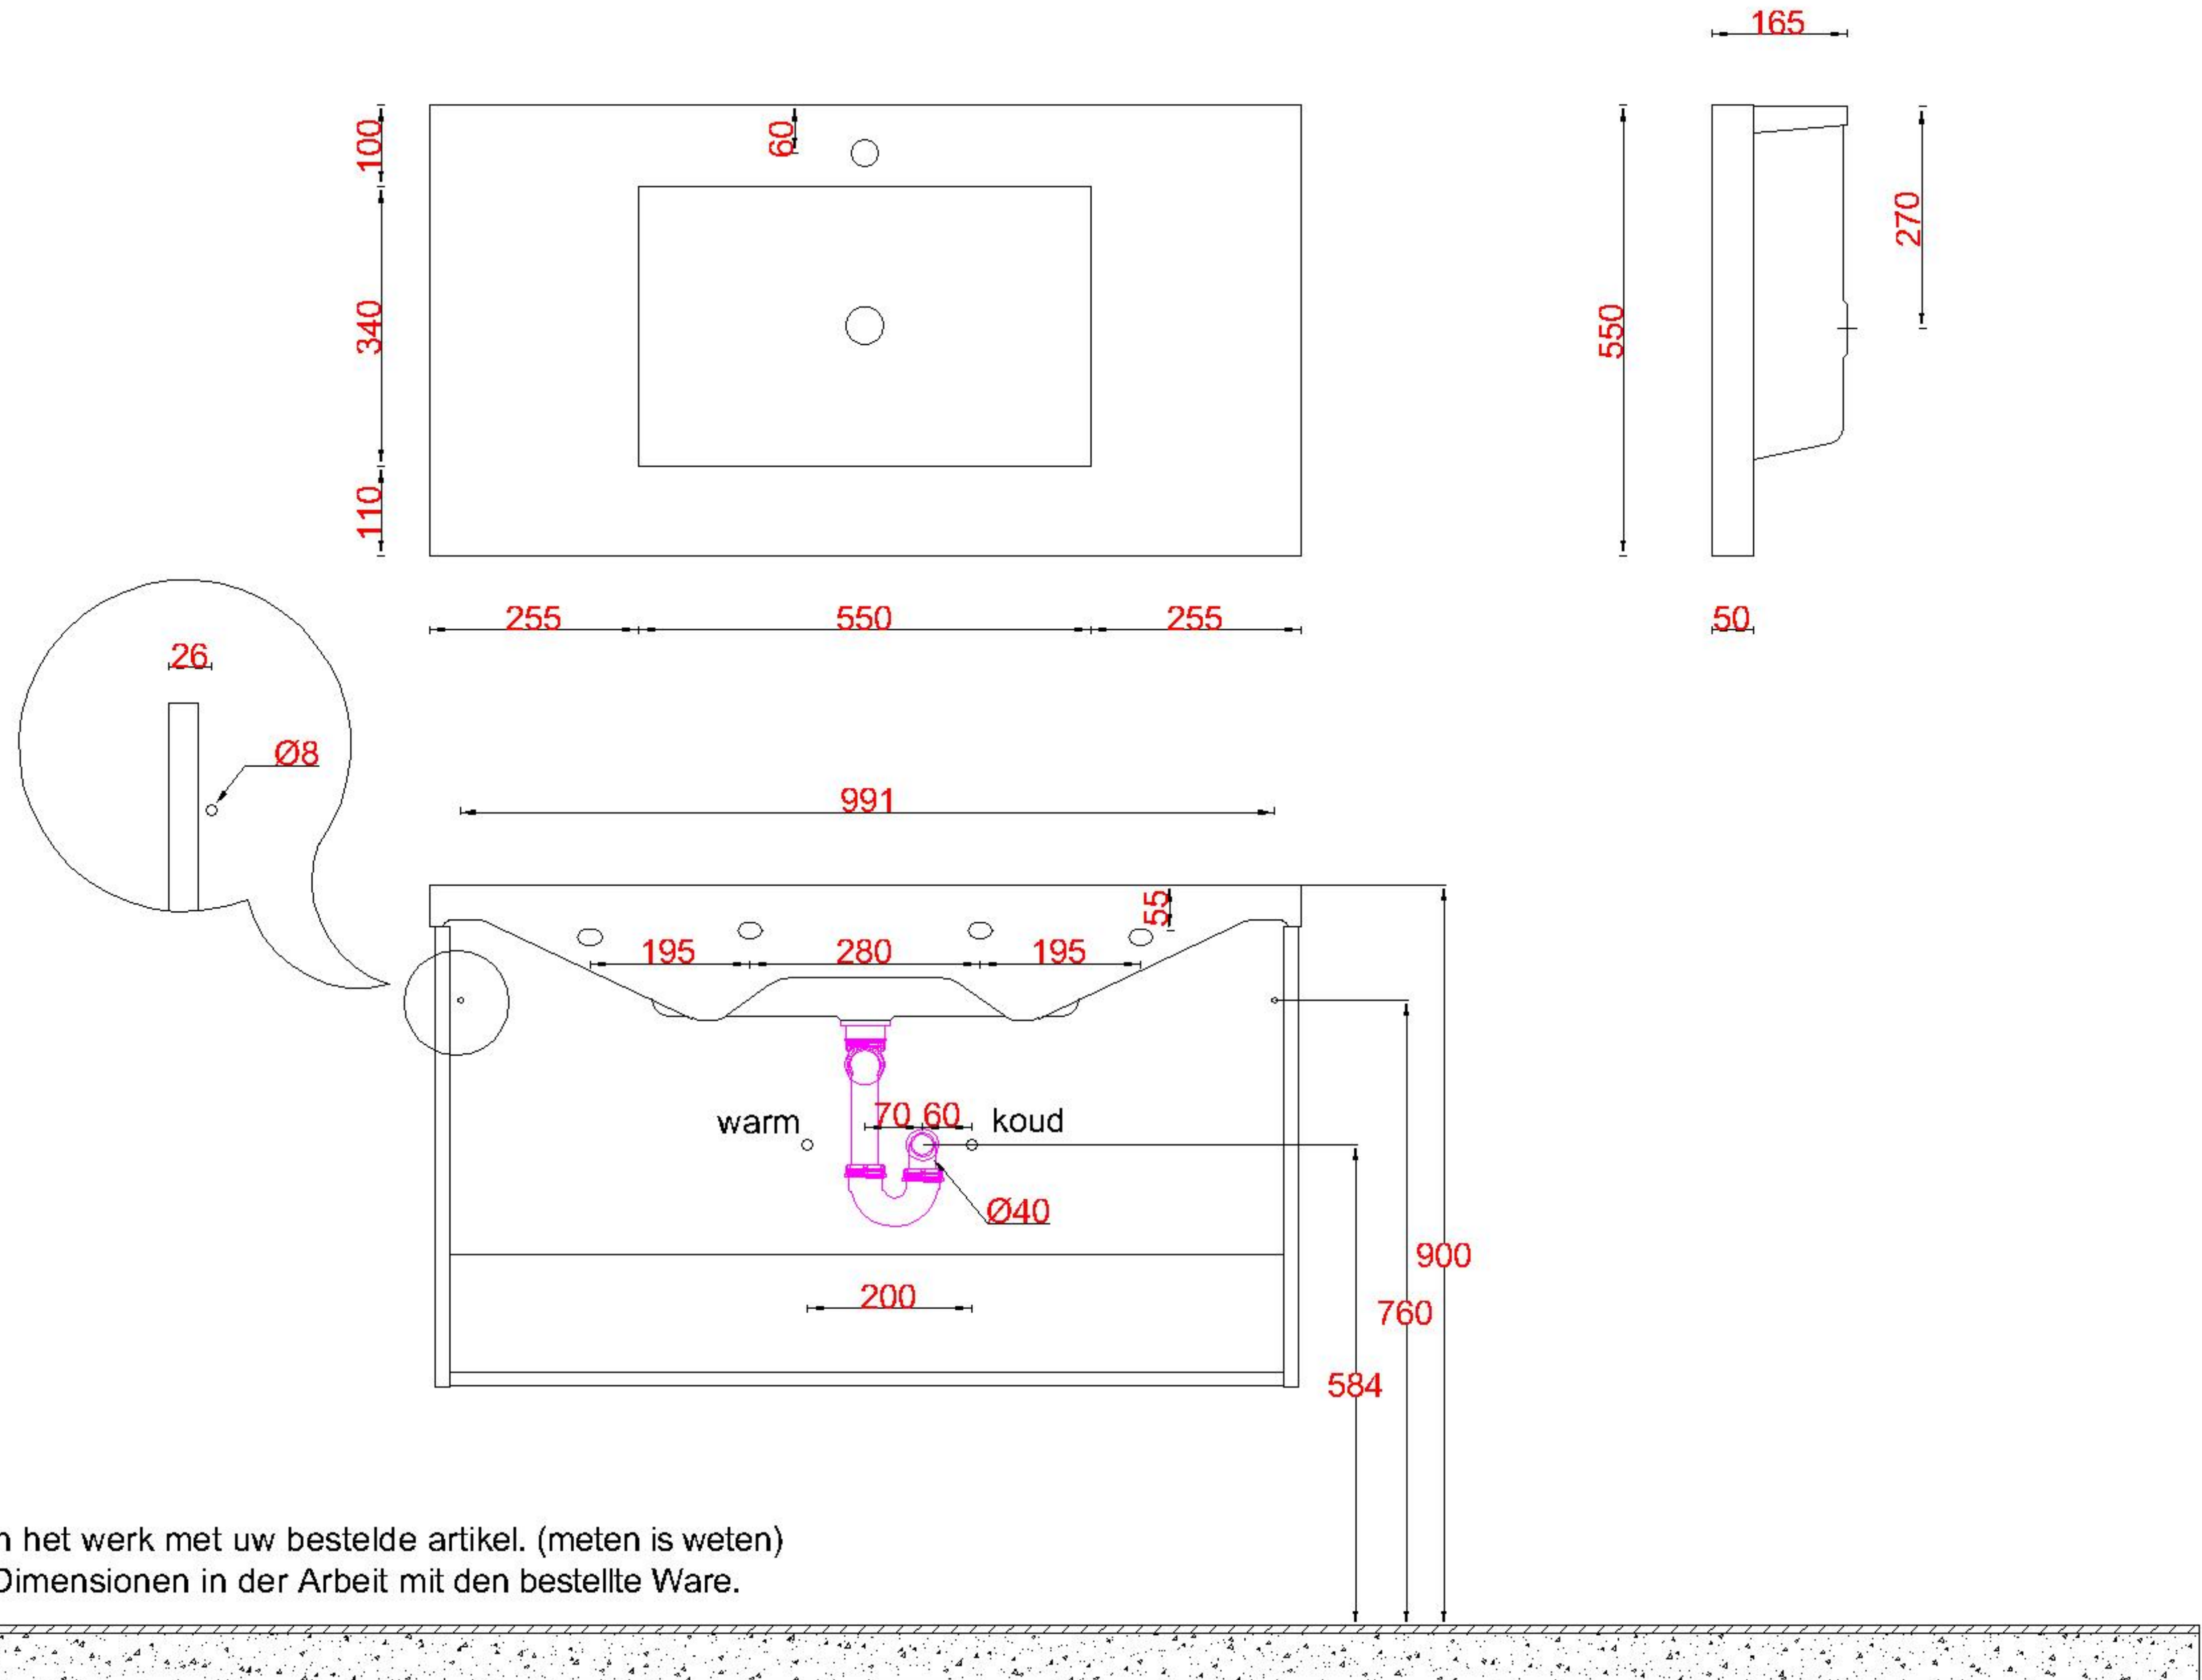 165
100
60
340
270
550
110
255 550 255
50
26
Ø8
991
55
195 280 195
70 60
warm
koud
Ø40
900
200
760
584
het werk met uw bestelde artikel. (meten is weten)
Dimensionen in der Arbeit mit den bestellte Ware.